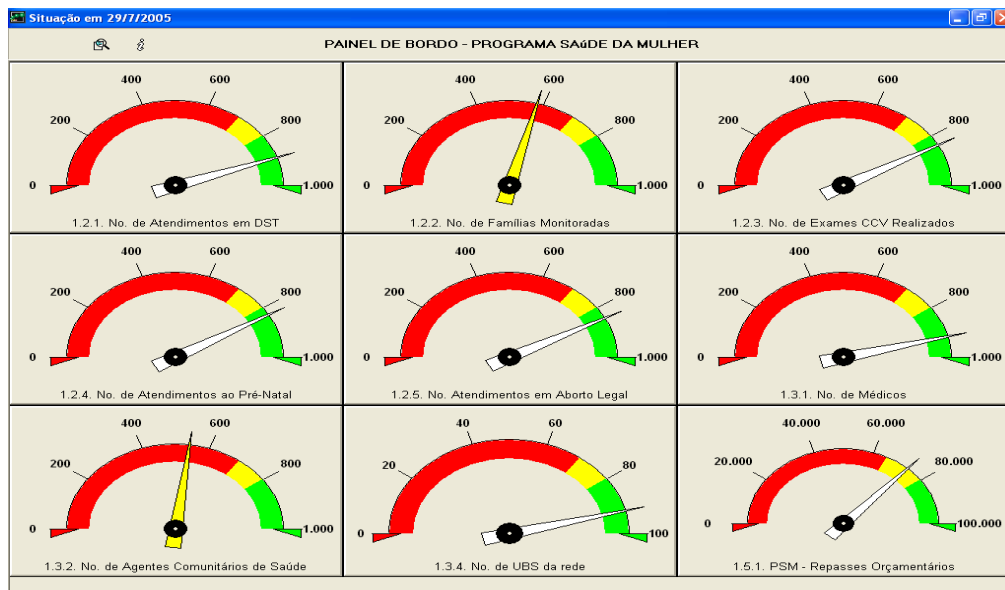 Situação em 29/7/2005
PAINEL DE BORDO - PROGRAMA SAúDE DA MULHER
0 200 400 600 800 1.000
1.2.1. No. de Atendimentos em DST
0 200 400 600 800 1.000
1.2.2. No. de Famílias Monitoradas
0 200 400 600 800 1.000
1.2.3. No. de Exames CCV Realizados
0 200 400 600 800 1.000
1.2.4. No. de Atendimentos ao Pré-Natal
0 200 400 600 800 1.000
1.2.5. No. Atendimentos em Aborto Legal
0 200 400 600 800 1.000
1.3.1. No. de Médicos
0 200 400 600 800 1.000
1.3.2. No. de Agentes Comunitários de Saúde
0 20 40 60 80 100
1.3.4. No. de UBS da rede
0 20.000 40.000 60.000 80.000 100.000
1.5.1. PSM - Repasses Orçamentários